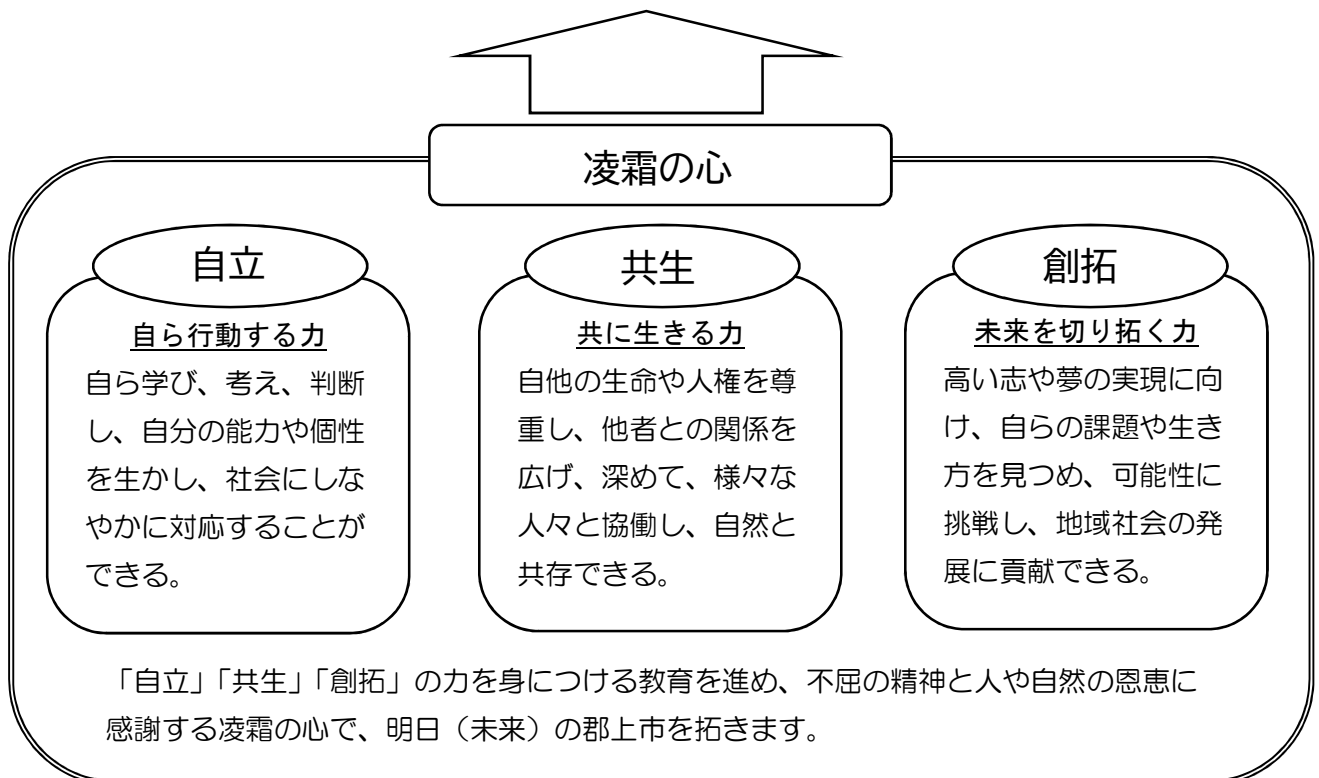 凌霜の心
自立
自ら行動する力
自ら学び、考え、判断
し、自分の能力や個性
を生かし、社会にしな
やかに対応することが
できる。
共生
共に生きる力
自他の生命や人権を尊
重し、他者との関係を
広げ、深めて、様々な
人々と協働し、自然と
共存できる。
創拓
未来を切り拓く力
高い志や夢の実現に向
け、自らの課題や生き
方を見つめ、可能性に
挑戦し、地域社会の発
展に貢献できる。
「自立」「共生」「創拓」の力を身につける教育を進め、不屈の精神と人や自然の恩恵に
感謝する凌霜の心で、明日（未来）の郡上市を拓きます。